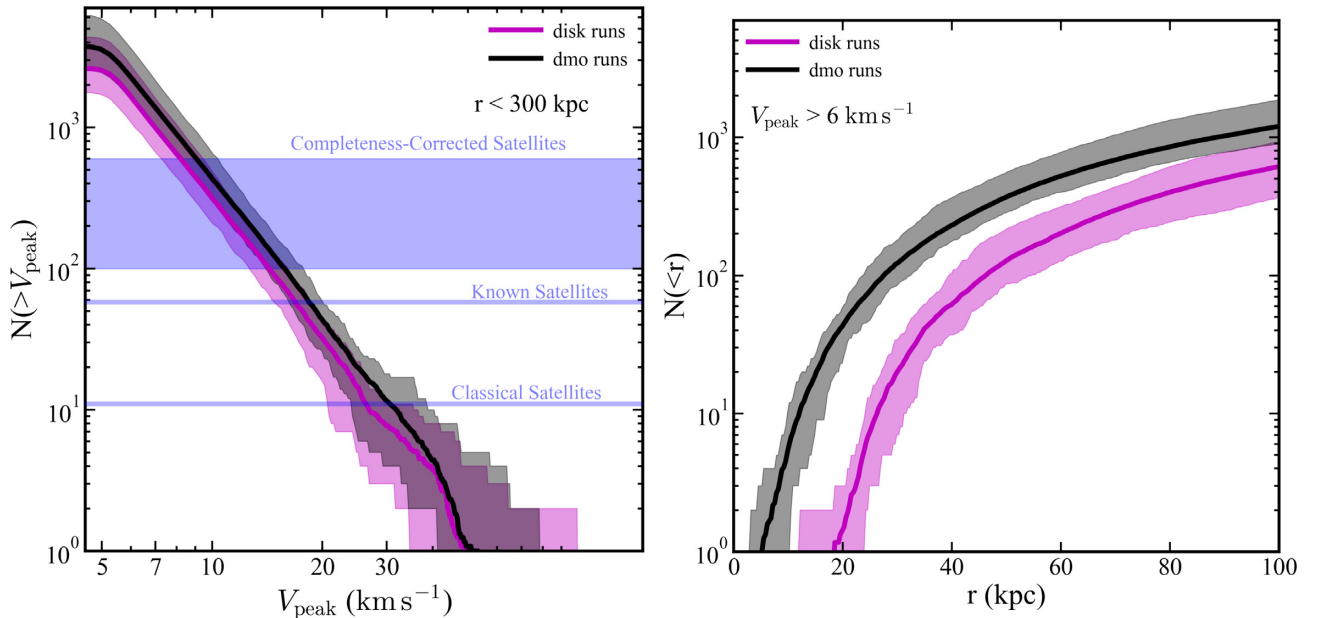 disk runs
dmo runs
r < 300 kpc
Completeness-Corrected Satellites
Known Satellites
Classical Satellites
N(>V_peak)
10^3
10^2
10^1
10^0
5 7 10 20 30
V_peak (km s^−1)
disk runs
dmo runs
V_peak > 6 km s^−1
N(<r)
10^3
10^2
10^1
10^0
0 20 40 60 80 100
r (kpc)